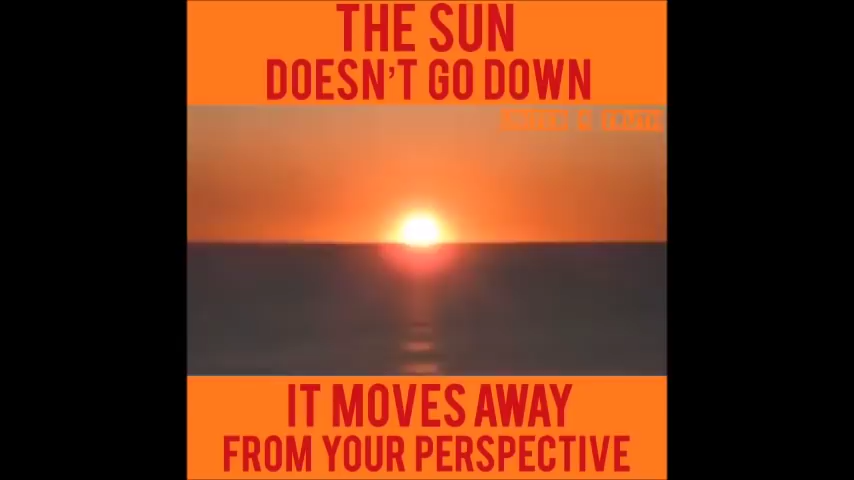 THE SUN
DOESN'T GO DOWN
IT MOVES AWAY
FROM YOUR PERSPECTIVE